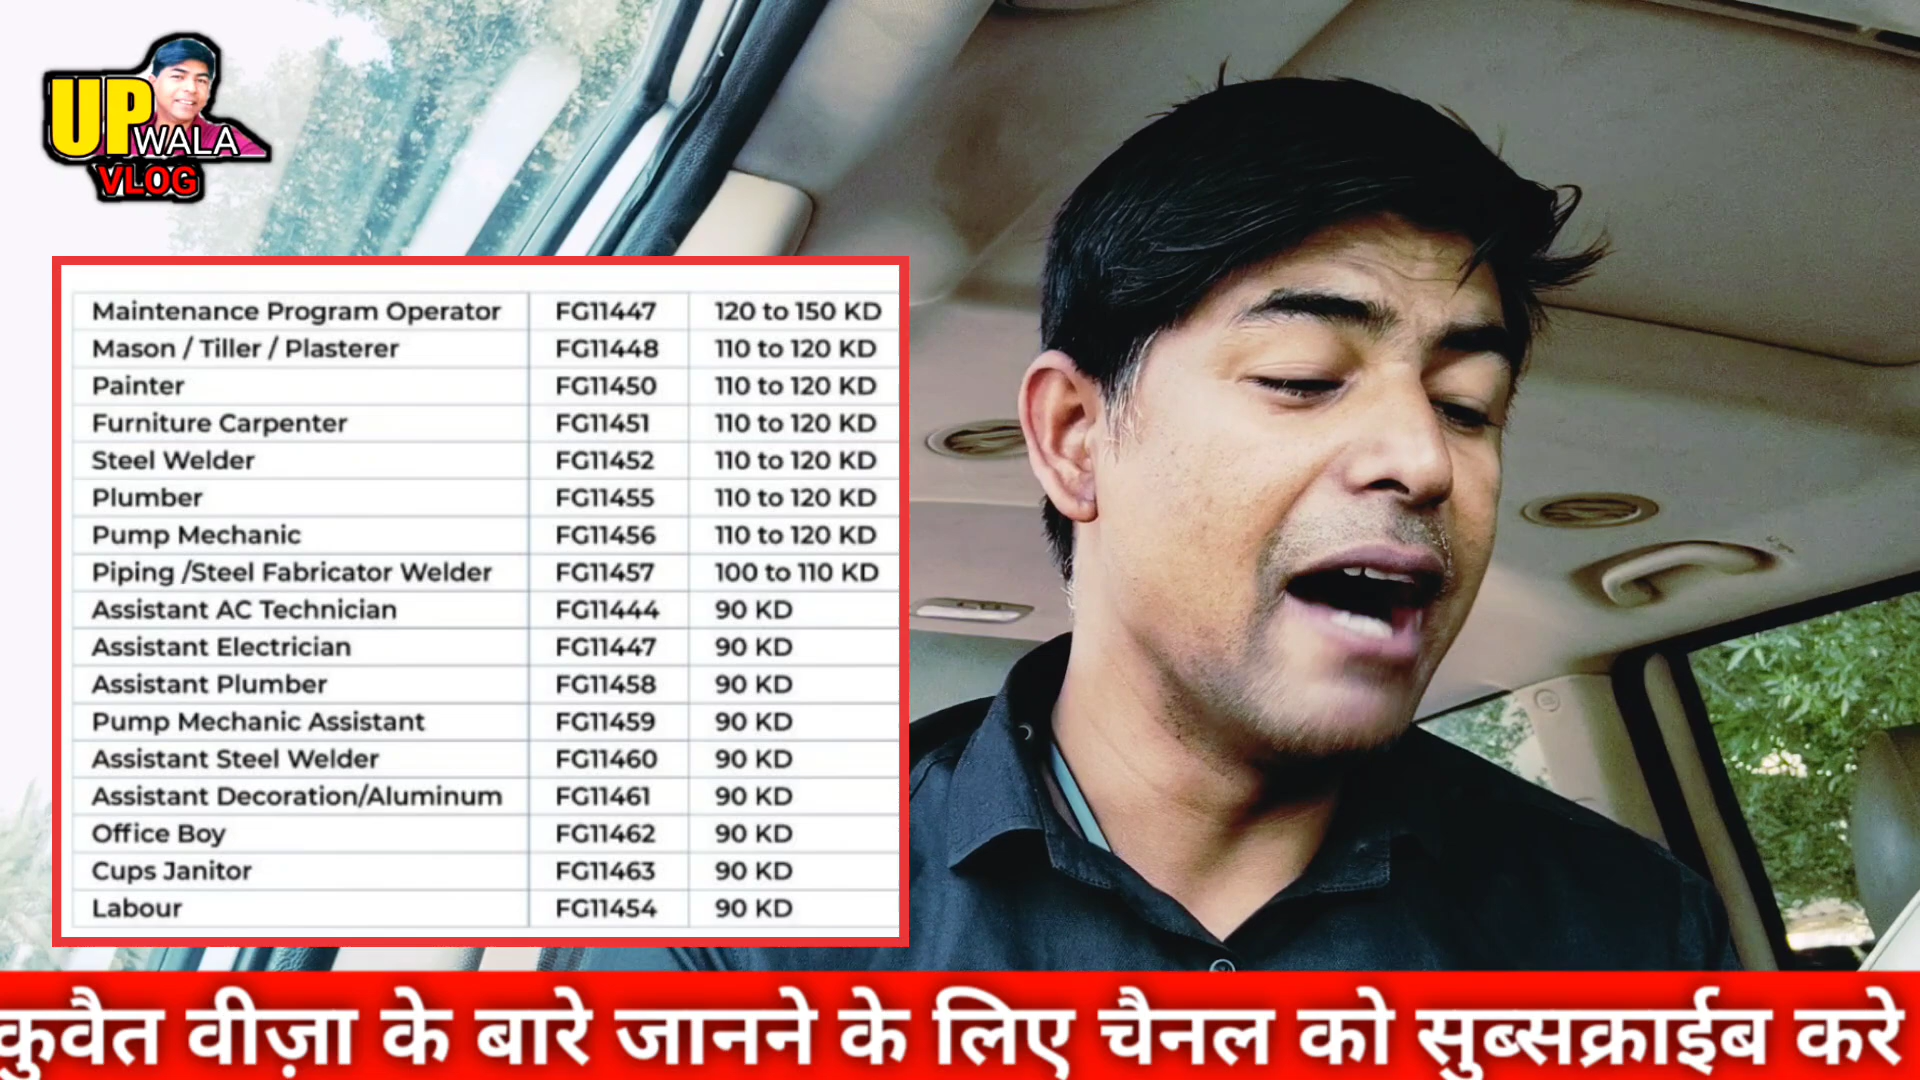 UP
WALA
VLOG
Maintenance Program Operator FG11447 120 to 150 KD
Mason / Tiller / Plasterer FG11448 110 to 120 KD
Painter FG11450 110 to 120 KD
Furniture Carpenter FG11451 110 to 120 KD
Steel Welder FG11452 110 to 120 KD
Plumber FG11455 110 to 120 KD
Pump Mechanic FG11456 110 to 120 KD
Piping /Steel Fabricator Welder FG11457 100 to 110 KD
Assistant AC Technician FG11444 90 KD
Assistant Electrician FG11447 90 KD
Assistant Plumber FG11458 90 KD
Pump Mechanic Assistant FG11459 90 KD
Assistant Steel Welder FG11460 90 KD
Assistant Decoration/Aluminum FG11461 90 KD
Office Boy FG11462 90 KD
Cups Janitor FG11463 90 KD
Labour FG11454 90 KD
कुवैत वीज़ा के बारे जानने के लिए चैनल को सुब्सक्राईब करे